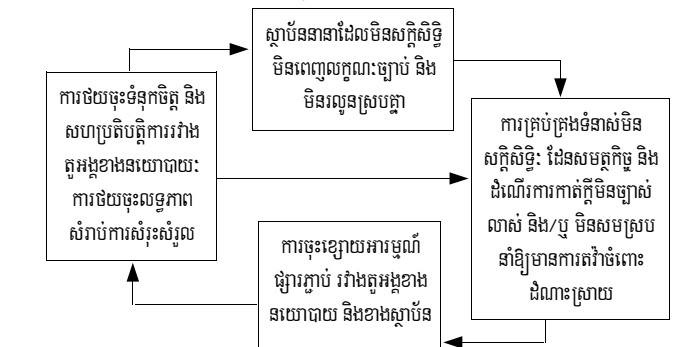 ស្ថាប័ននានាដែលមិនសក្ដិសិទ្ធិ
មិនពេញលក្ខណៈច្បាប់ និង
មិនរលូនស្របគ្នា
ការថយចុះទំនុកចិត្ត និង
សហប្រតិបត្តិការរវាង
តួអង្គខាងនយោបាយៈ
ការថយចុះលទ្ធភាព
សំរាប់ការសំរុះសំរួល
ការគ្រប់គ្រងទំនាស់មិន
សក្ដិសិទ្ធិៈ ដែនសមត្ថកិច្ច និង
ដំណើរការកាត់ក្ដីមិនច្បាស់
លាស់ និង/ឬ មិនសមស្រប
នាំឱ្យមានការតវ៉ាចំពោះ
ដំណោះស្រាយ
ការចុះខ្សោយអារម្មណ៍
ផ្សារភ្ជាប់ រវាងតួអង្គខាង
នយោបាយ និងខាងស្ថាប័ន